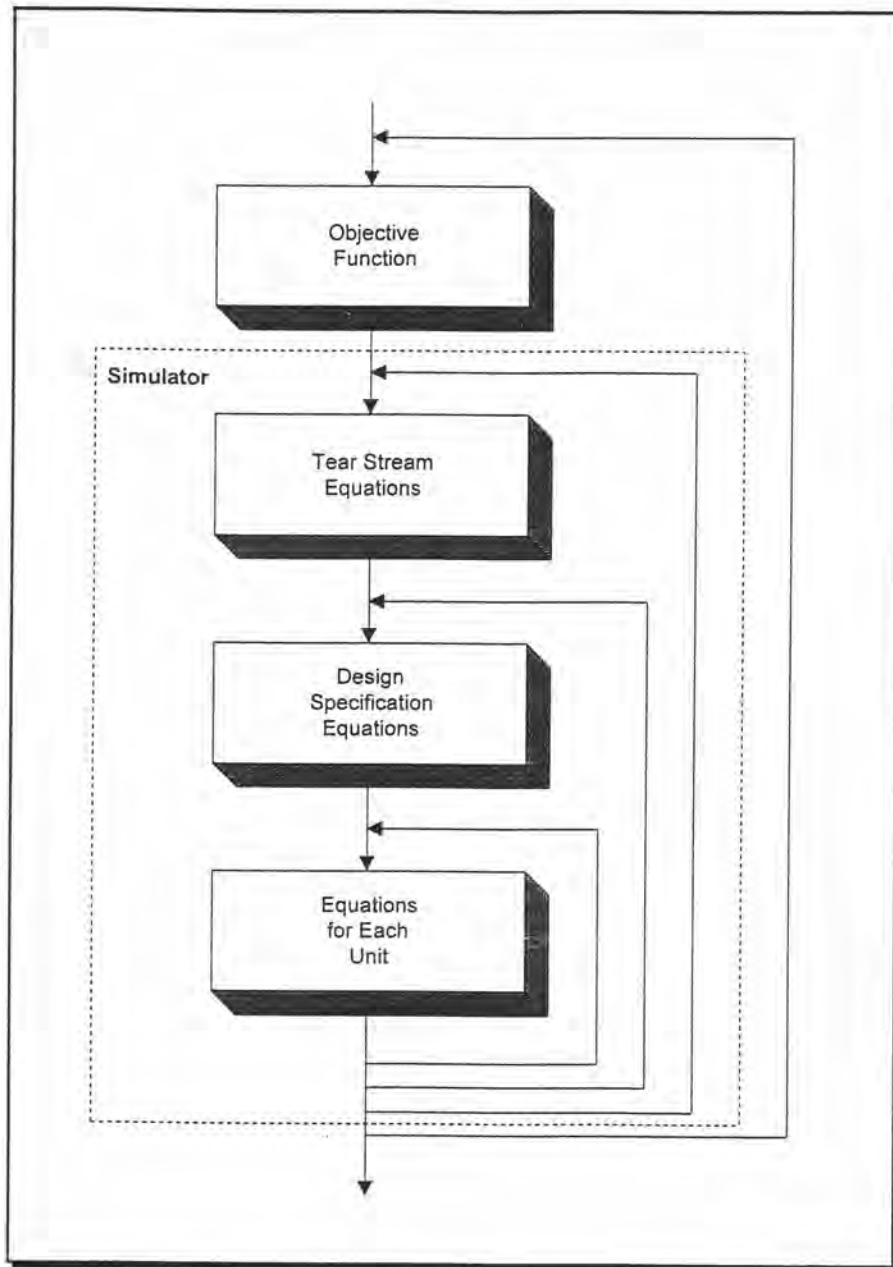 Objective
Function
Simulator
Tear Stream
Equations
Design
Specification
Equations
Equations
for Each
Unit